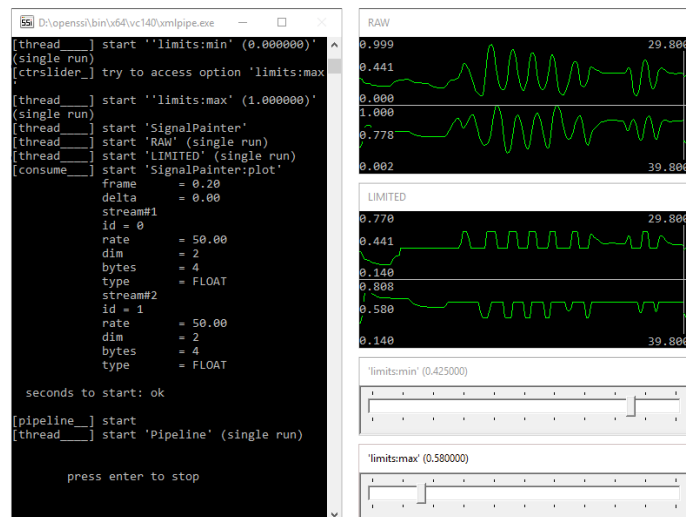 SSI D:\openssi\bin\x64\vc140\xmlpipe.exe
[thread____] start ''limits:min' (0.000000)'
(single run)
[ctrslider_] try to access option 'limits:max
'
[thread____] start ''limits:max' (1.000000)'
(single run)
[thread____] start 'SignalPainter'
[thread____] start 'RAW' (single run)
[thread____] start 'LIMITED' (single run)
[consume___] start 'SignalPainter:plot'
frame = 0.20
delta = 0.00
stream#1
id = 0
rate = 50.00
dim = 2
bytes = 4
type = FLOAT
stream#2
id = 1
rate = 50.00
dim = 2
bytes = 4
type = FLOAT
seconds to start: ok
[pipeline__] start
[thread____] start 'Pipeline' (single run)
press enter to stop
RAW
0.999 29.800
0.441
0.000
1.000
0.778
0.002 39.800
LIMITED
0.770 29.800
0.441
0.140
0.808
0.580
0.140 39.800
'limits:min' (0.425000)
'limits:max' (0.580000)